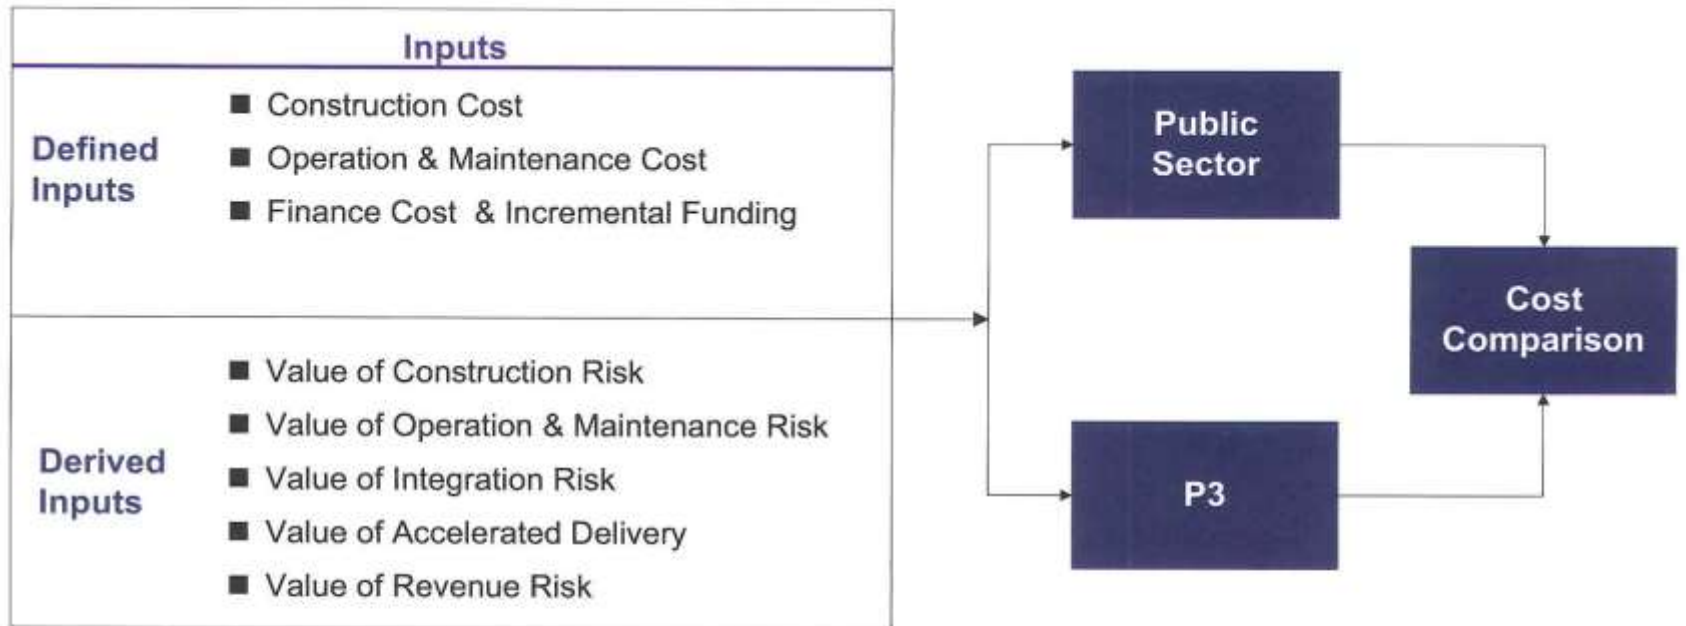 Inputs
Defined
Inputs
■ Construction Cost
■ Operation & Maintenance Cost
■ Finance Cost & Incremental Funding
Derived
Inputs
■ Value of Construction Risk
■ Value of Operation & Maintenance Risk
■ Value of Integration Risk
■ Value of Accelerated Delivery
■ Value of Revenue Risk
Public
Sector
P3
Cost
Comparison